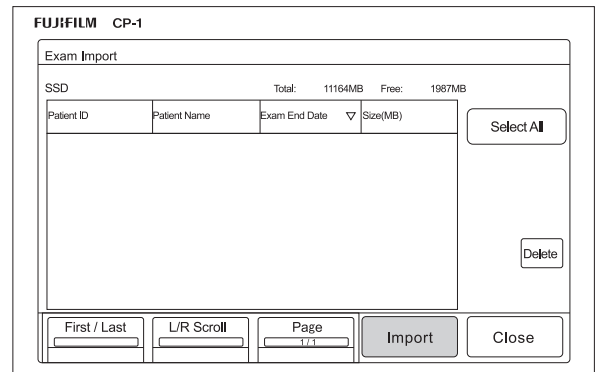 FUJIFILM CP-1
Exam Import
SSD Total: 11164MB Free: 1987MB
Patient ID Patient Name Exam End Date ▽ Size(MB)
Select All
Delete
First / Last L/R Scroll Page Import Close
1 / 1